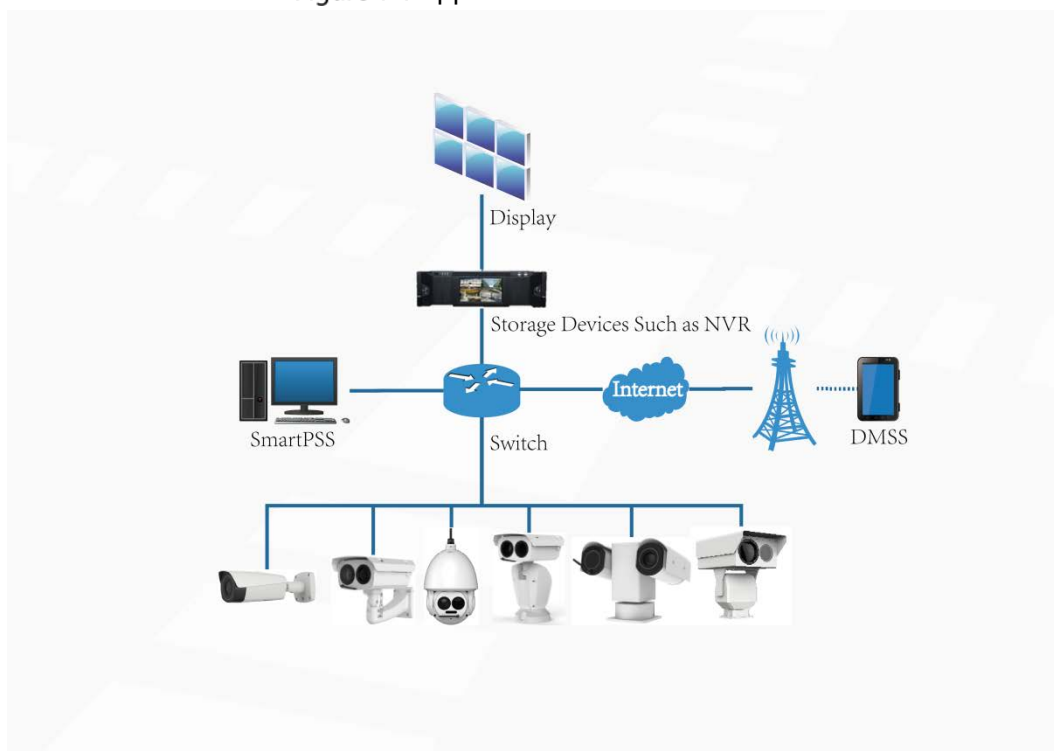 Display
Storage Devices Such as NVR
Internet
SmartPSS
Switch
DMSS